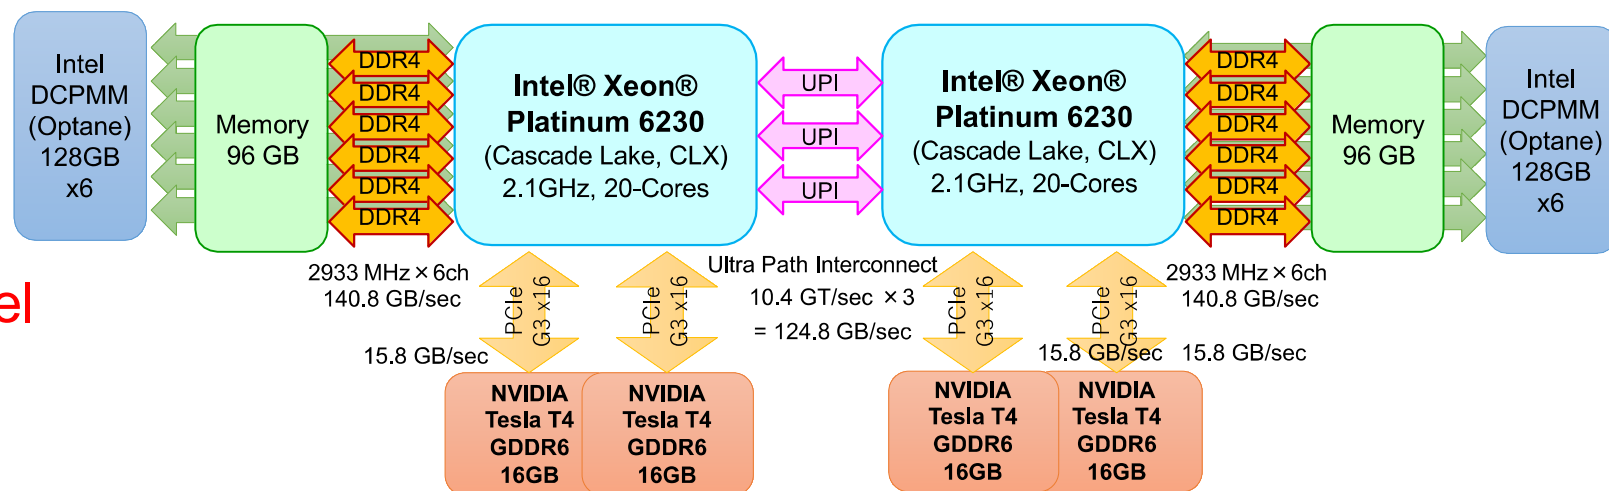 Intel
DCPMM
(Optane)
128GB
x6
Memory
96 GB
DDR4
DDR4
DDR4
DDR4
DDR4
DDR4
Intel® Xeon®
Platinum 6230
(Cascade Lake, CLX)
2.1GHz, 20-Cores
UPI
UPI
UPI
Intel® Xeon®
Platinum 6230
(Cascade Lake, CLX)
2.1GHz, 20-Cores
DDR4
DDR4
DDR4
DDR4
DDR4
DDR4
Memory
96 GB
Intel
DCPMM
(Optane)
128GB
x6
el
2933 MHz × 6ch
140.8 GB/sec
15.8 GB/sec
PCIe
G3 x16
PCIe
G3 x16
Ultra Path Interconnect
10.4 GT/sec × 3
= 124.8 GB/sec
PCIe
G3 x16
PCIe
G3 x16
2933 MHz × 6ch
140.8 GB/sec
15.8 GB/sec
15.8 GB/sec
NVIDIA
Tesla T4
GDDR6
16GB
NVIDIA
Tesla T4
GDDR6
16GB
NVIDIA
Tesla T4
GDDR6
16GB
NVIDIA
Tesla T4
GDDR6
16GB